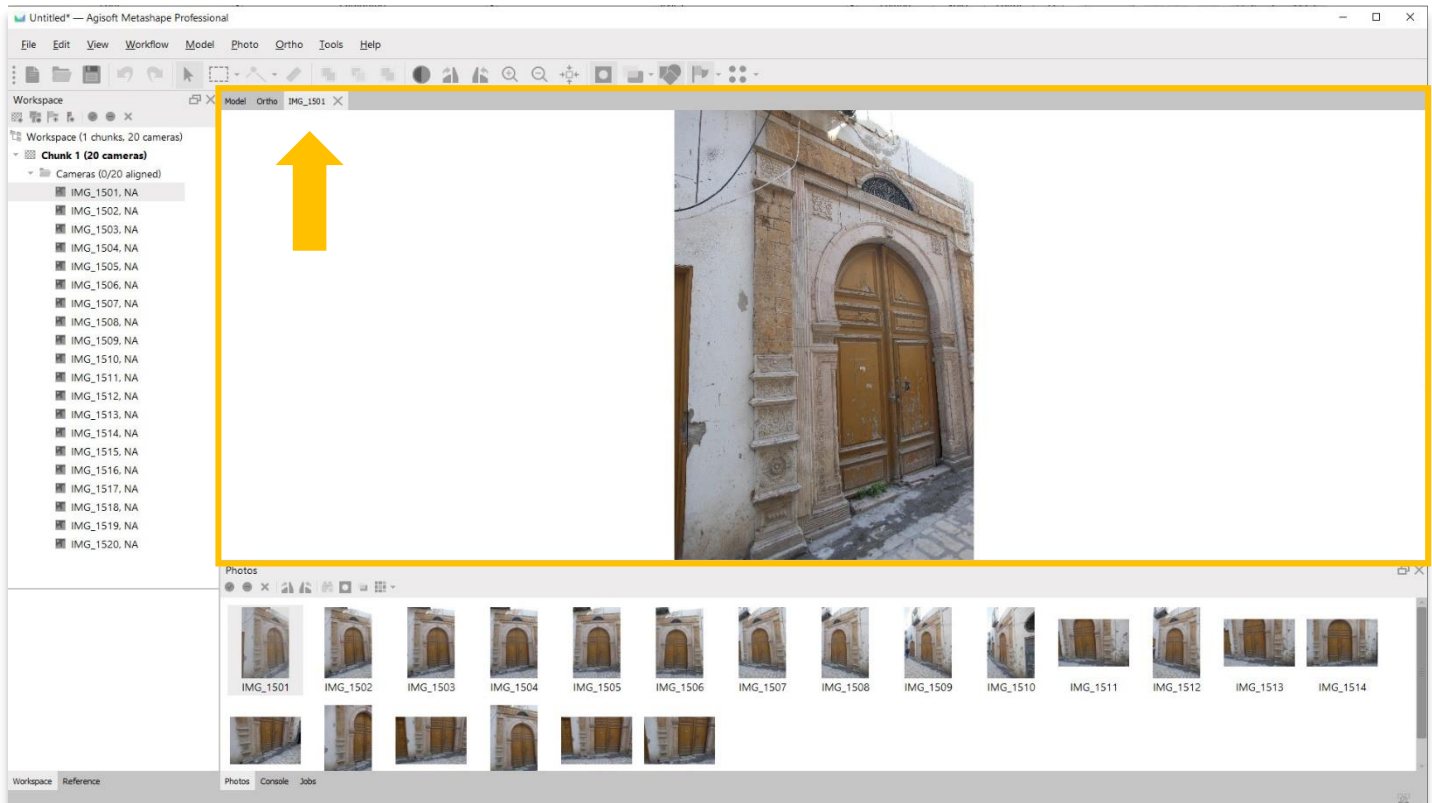 Untitled* — Agisoft Metashape Professional
File Edit View Workflow Model Photo Ortho Tools Help
Workspace
Model Ortho IMG_1501
Workspace (1 chunks, 20 cameras)
Chunk 1 (20 cameras)
Cameras (0/20 aligned)
IMG_1501, NA
IMG_1502, NA
IMG_1503, NA
IMG_1504, NA
IMG_1505, NA
IMG_1506, NA
IMG_1507, NA
IMG_1508, NA
IMG_1509, NA
IMG_1510, NA
IMG_1511, NA
IMG_1512, NA
IMG_1513, NA
IMG_1514, NA
IMG_1515, NA
IMG_1516, NA
IMG_1517, NA
IMG_1518, NA
IMG_1519, NA
IMG_1520, NA
Photos
IMG_1501 IMG_1502 IMG_1503 IMG_1504 IMG_1505 IMG_1506 IMG_1507 IMG_1508 IMG_1509 IMG_1510 IMG_1511 IMG_1512 IMG_1513 IMG_1514
Workspace Reference
Photos Console Jobs